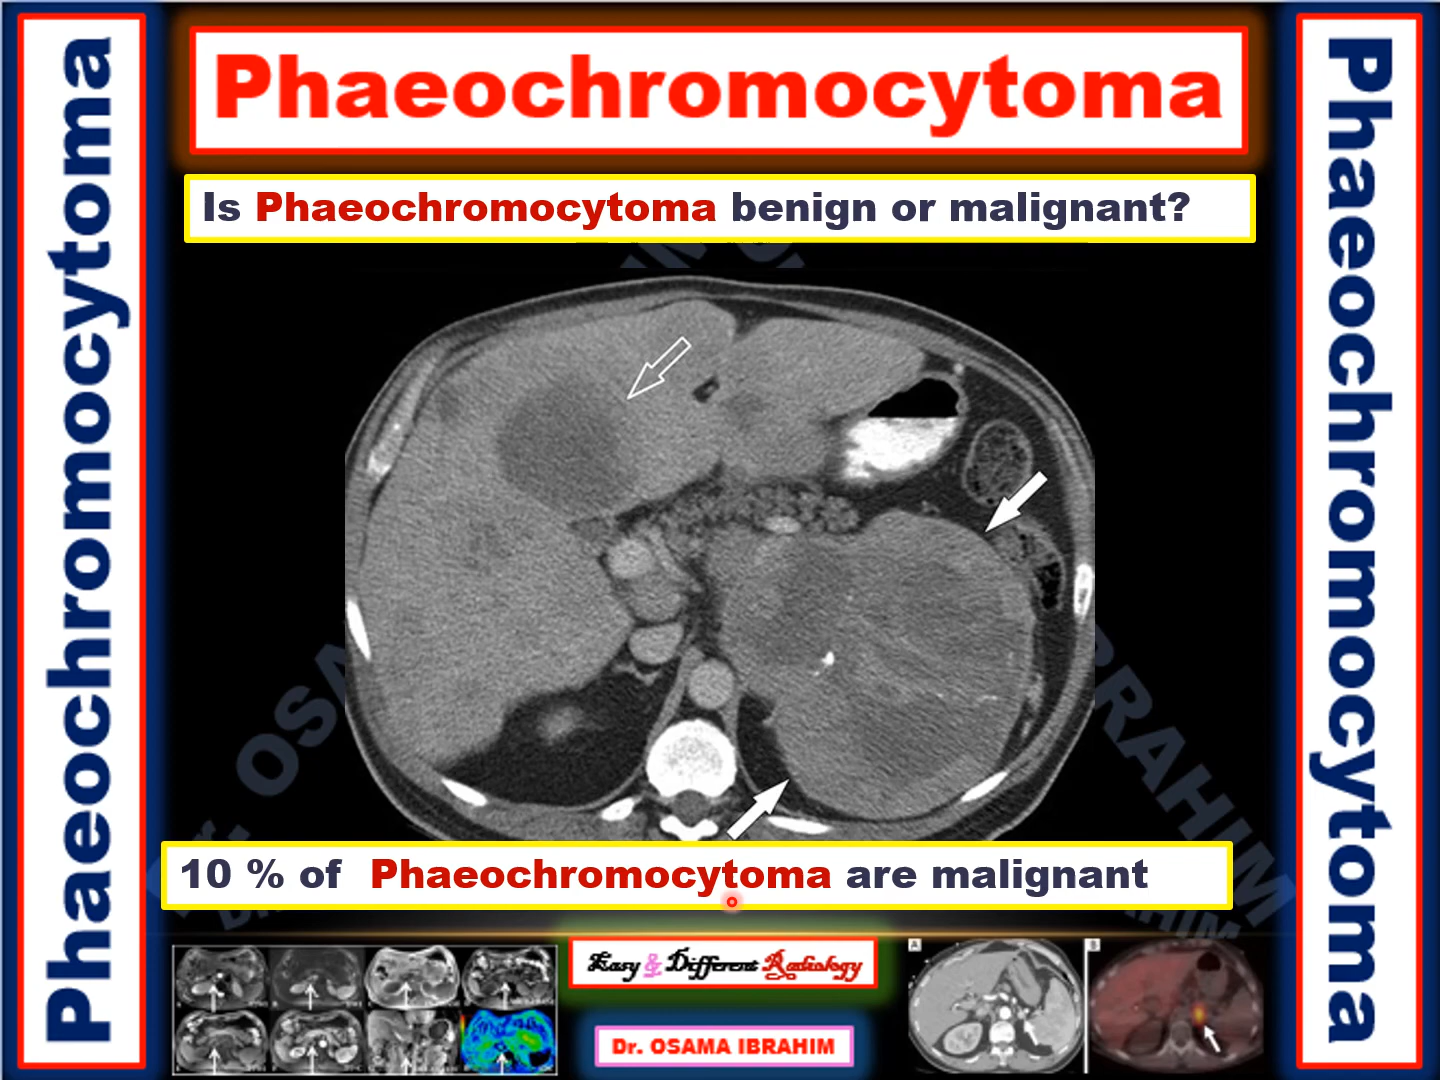 Phaeochromocytoma
Phaeochromocytoma
Phaeochromocytoma
Is Phaeochromocytoma benign or malignant?
10 % of Phaeochromocytoma are malignant
Easy & Different Radiology
Dr. OSAMA IBRAHIM
A
B